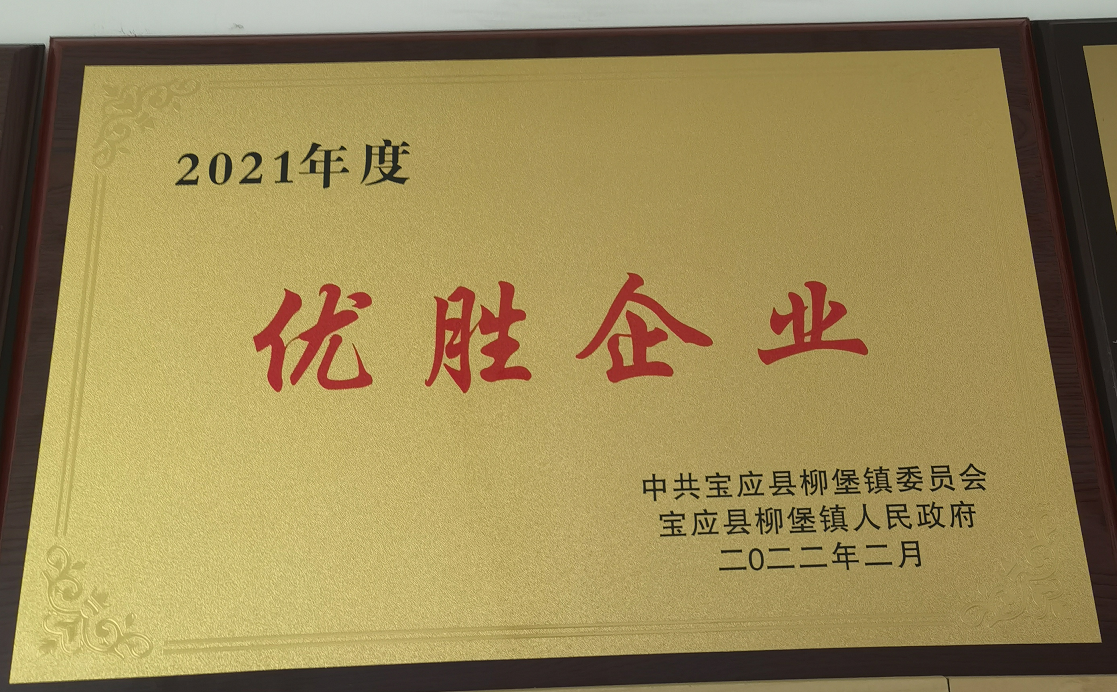 2021年度
优胜企业
中共宝应县柳堡镇委员会
宝应县柳堡镇人民政府
二0二二年二月